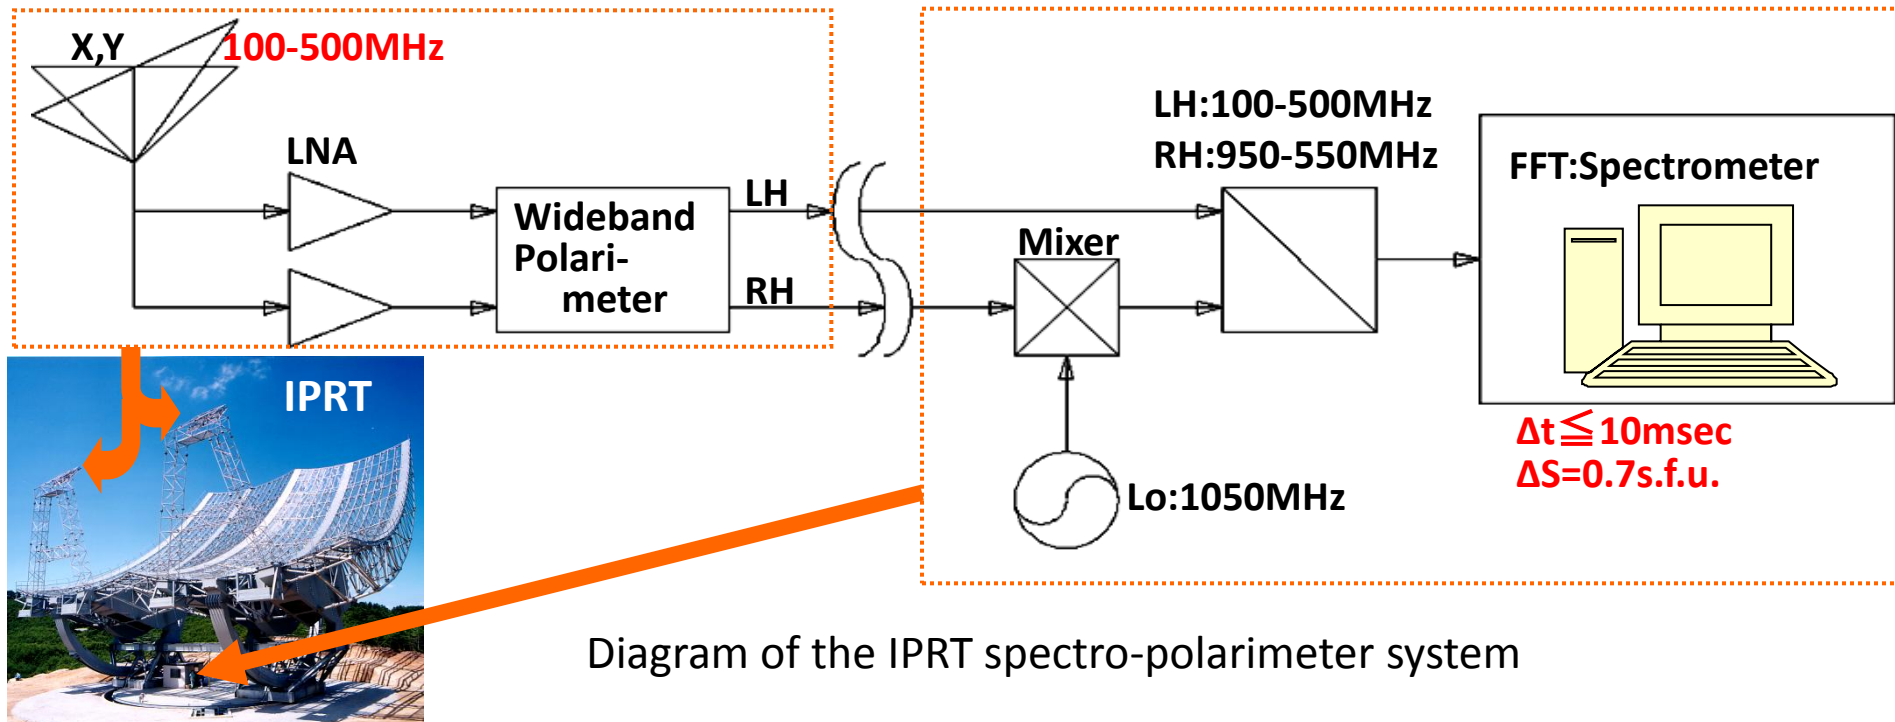 X,Y
100-500MHz
LNA
Wideband
Polari-
meter
LH
RH
Mixer
Lo:1050MHz
LH:100-500MHz
RH:950-550MHz
FFT:Spectrometer
Δt≦10msec
ΔS=0.7s.f.u.
IPRT
Diagram of the IPRT spectro-polarimeter system